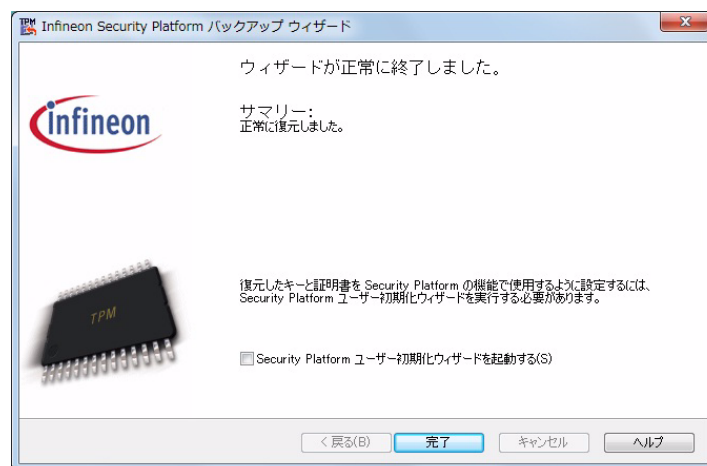 Infineon Security Platform バックアップ ウィザード
ウィザードが正常に終了しました。
infineon
サマリー:
正常に復元しました。
TPM
復元したキーと証明書を Security Platform の機能で使用するように設定するには、
Security Platform ユーザー初期化ウィザードを実行する必要があります。
Security Platform ユーザー初期化ウィザードを起動する(S)
< 戻る(B)
完了
キャンセル
ヘルプ